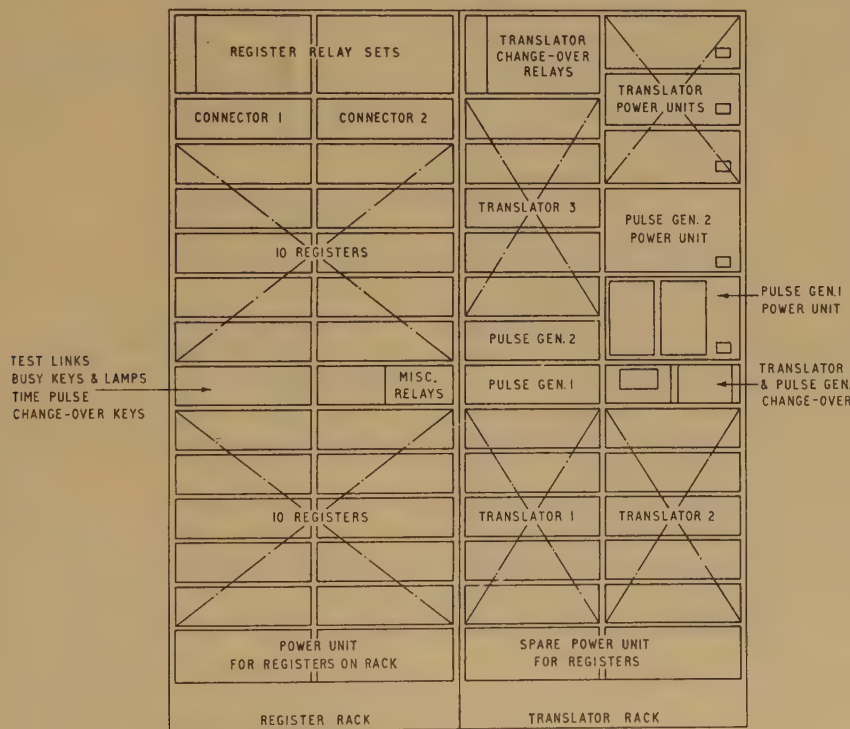 REGISTER RELAY SETS
TRANSLATOR
CHANGE-OVER
RELAYS
TRANSLATOR
POWER UNITS
CONNECTOR 1
CONNECTOR 2
TRANSLATOR 3
PULSE GEN. 2
POWER UNIT
10 REGISTERS
PULSE GEN.1
POWER UNIT
PULSE GEN. 2
TEST LINKS
BUSY KEYS & LAMPS
TIME PULSE
CHANGE-OVER KEYS
MISC.
RELAYS
PULSE GEN.1
TRANSLATOR
& PULSE GEN.
CHANGE-OVER
10 REGISTERS
TRANSLATOR 1
TRANSLATOR 2
POWER UNIT
FOR REGISTERS ON RACK
SPARE POWER UNIT
FOR REGISTERS
REGISTER RACK
TRANSLATOR RACK